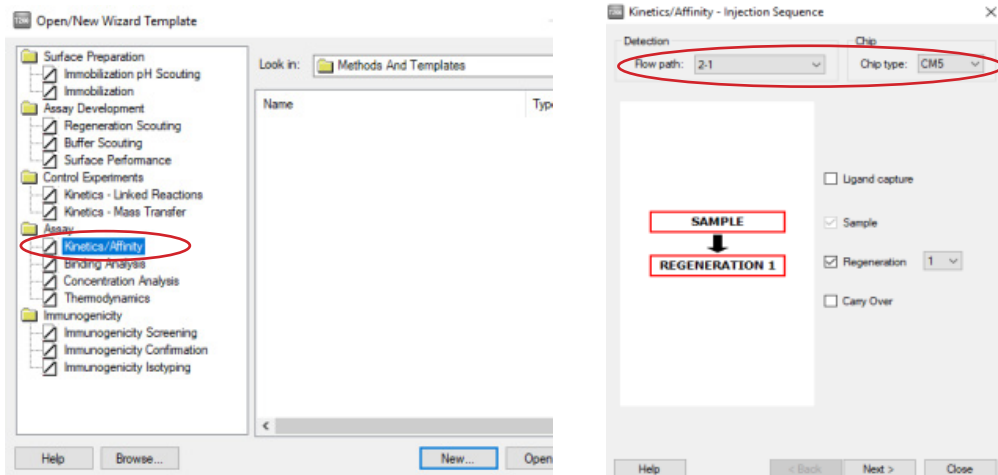 Open/New Wizard Template
Surface Preparation
Immobilization pH Scouting
Immobilization
Assay Development
Regeneration Scouting
Buffer Scouting
Surface Performance
Control Experiments
Kinetics - Linked Reactions
Kinetics - Mass Transfer
Assay
Kinetics/Affinity
Binding Analysis
Concentration Analysis
Thermodynamics
Immunogenicity
Immunogenicity Screening
Immunogenicity Confirmation
Immunogenicity Isotyping
Look in: Methods And Templates
Name Type
Help Browse... New... Open
Kinetics/Affinity - Injection Sequence
Detection Chip
Flow path: 2-1 Chip type: CM5
SAMPLE
REGENERATION 1
Ligand capture
Sample
Regeneration 1
Carry Over
Help < Back Next > Close